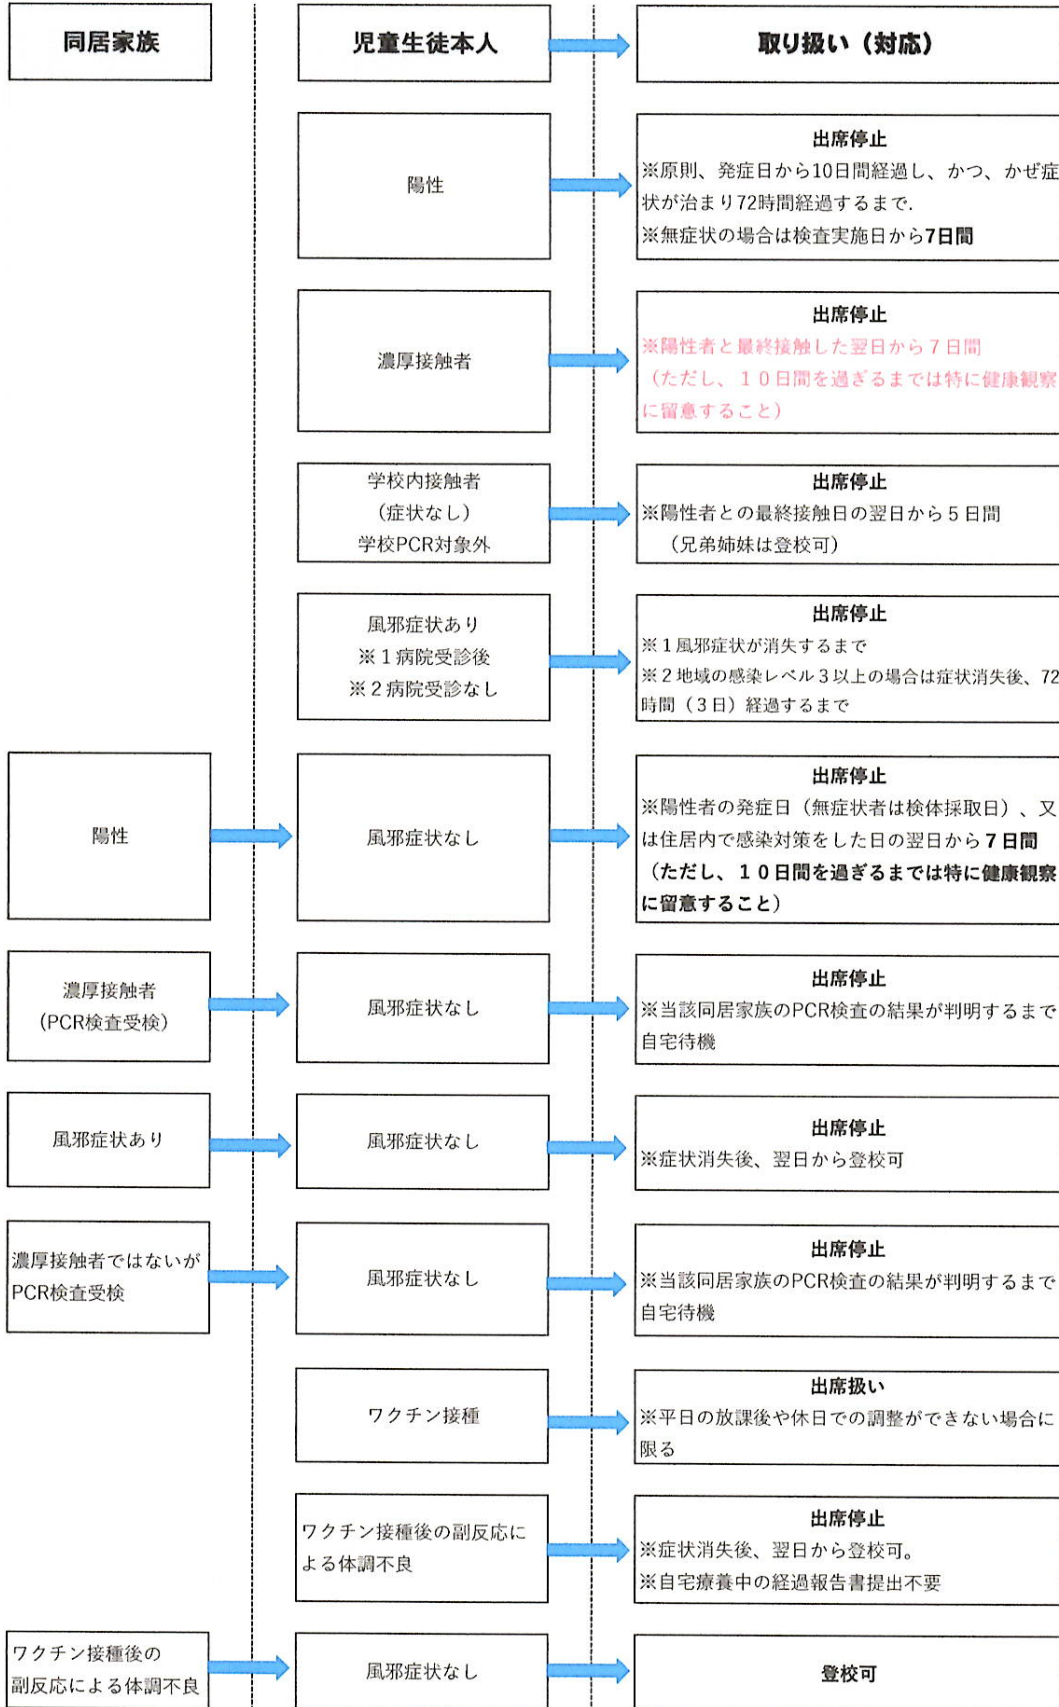 同居家族
児童生徒本人
取り扱い（対応）
陽性
出席停止
※原則、発症日から10日間経過し、かつ、かぜ症
状が治まり72時間経過するまで.
※無症状の場合は検査実施日から7日間
濃厚接触者
出席停止
※陽性者と最終接触した翌日から７日間
（ただし、１０日間を過ぎるまでは特に健康観察
に留意すること）
学校内接触者
(症状なし)
学校PCR対象外
出席停止
※陽性者との最終接触日の翌日から５日間
（兄弟姉妹は登校可）
風邪症状あり
※１病院受診後
※２病院受診なし
出席停止
※１風邪症状が消失するまで
※２地域の感染レベル３以上の場合は症状消失後、72
時間（３日）経過するまで
陽性
風邪症状なし
出席停止
※陽性者の発症日（無症状者は検体採取日）、又
は住居内で感染対策をした日の翌日から７日間
（ただし、１０日間を過ぎるまでは特に健康観察
に留意すること）
濃厚接触者
(PCR検査受検)
風邪症状なし
出席停止
※当該同居家族のPCR検査の結果が判明するまで
自宅待機
風邪症状あり
風邪症状なし
出席停止
※症状消失後、翌日から登校可
濃厚接触者ではないが
PCR検査受検
風邪症状なし
出席停止
※当該同居家族のPCR検査の結果が判明するまで
自宅待機
ワクチン接種
出席扱い
※平日の放課後や休日での調整ができない場合に
限る
ワクチン接種後の副反応に
よる体調不良
出席停止
※症状消失後、翌日から登校可。
※自宅療養中の経過報告書提出不要
ワクチン接種後の
副反応による体調不良
風邪症状なし
登校可